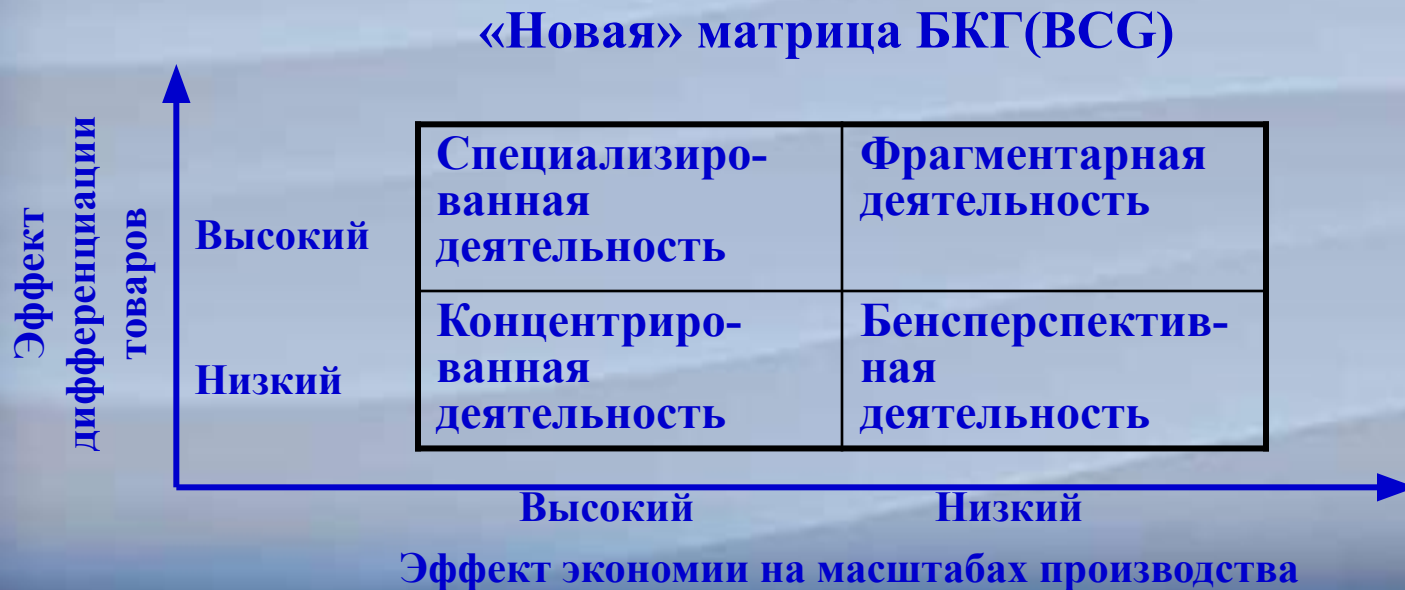 «Новая» матрица БКГ(BCG)
Эффект
дифференциации
товаров
Высокий
Низкий
Специализиро-
ванная
деятельность
Фрагментарная
деятельность
Концентриро-
ванная
деятельность
Бенсперспектив-
ная
деятельность
Высокий
Низкий
Эффект экономии на масштабах производства